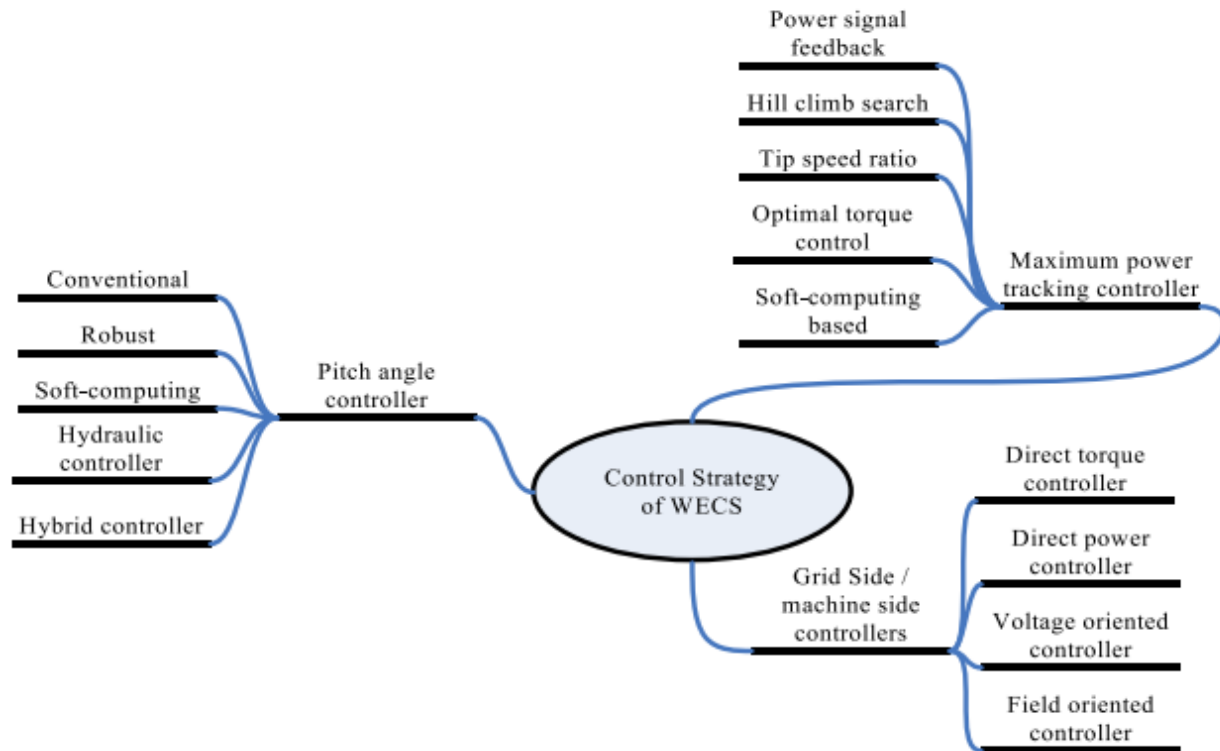 Power signal
feedback
Hill climb search
Tip speed ratio
Optimal torque
control
Soft-computing
based
Maximum power
tracking controller
Conventional
Robust
Soft-computing
Hydraulic
controller
Hybrid controller
Pitch angle
controller
Control Strategy
of WECS
Grid Side /
machine side
controllers
Direct torque
controller
Direct power
controller
Voltage oriented
controller
Field oriented
controller